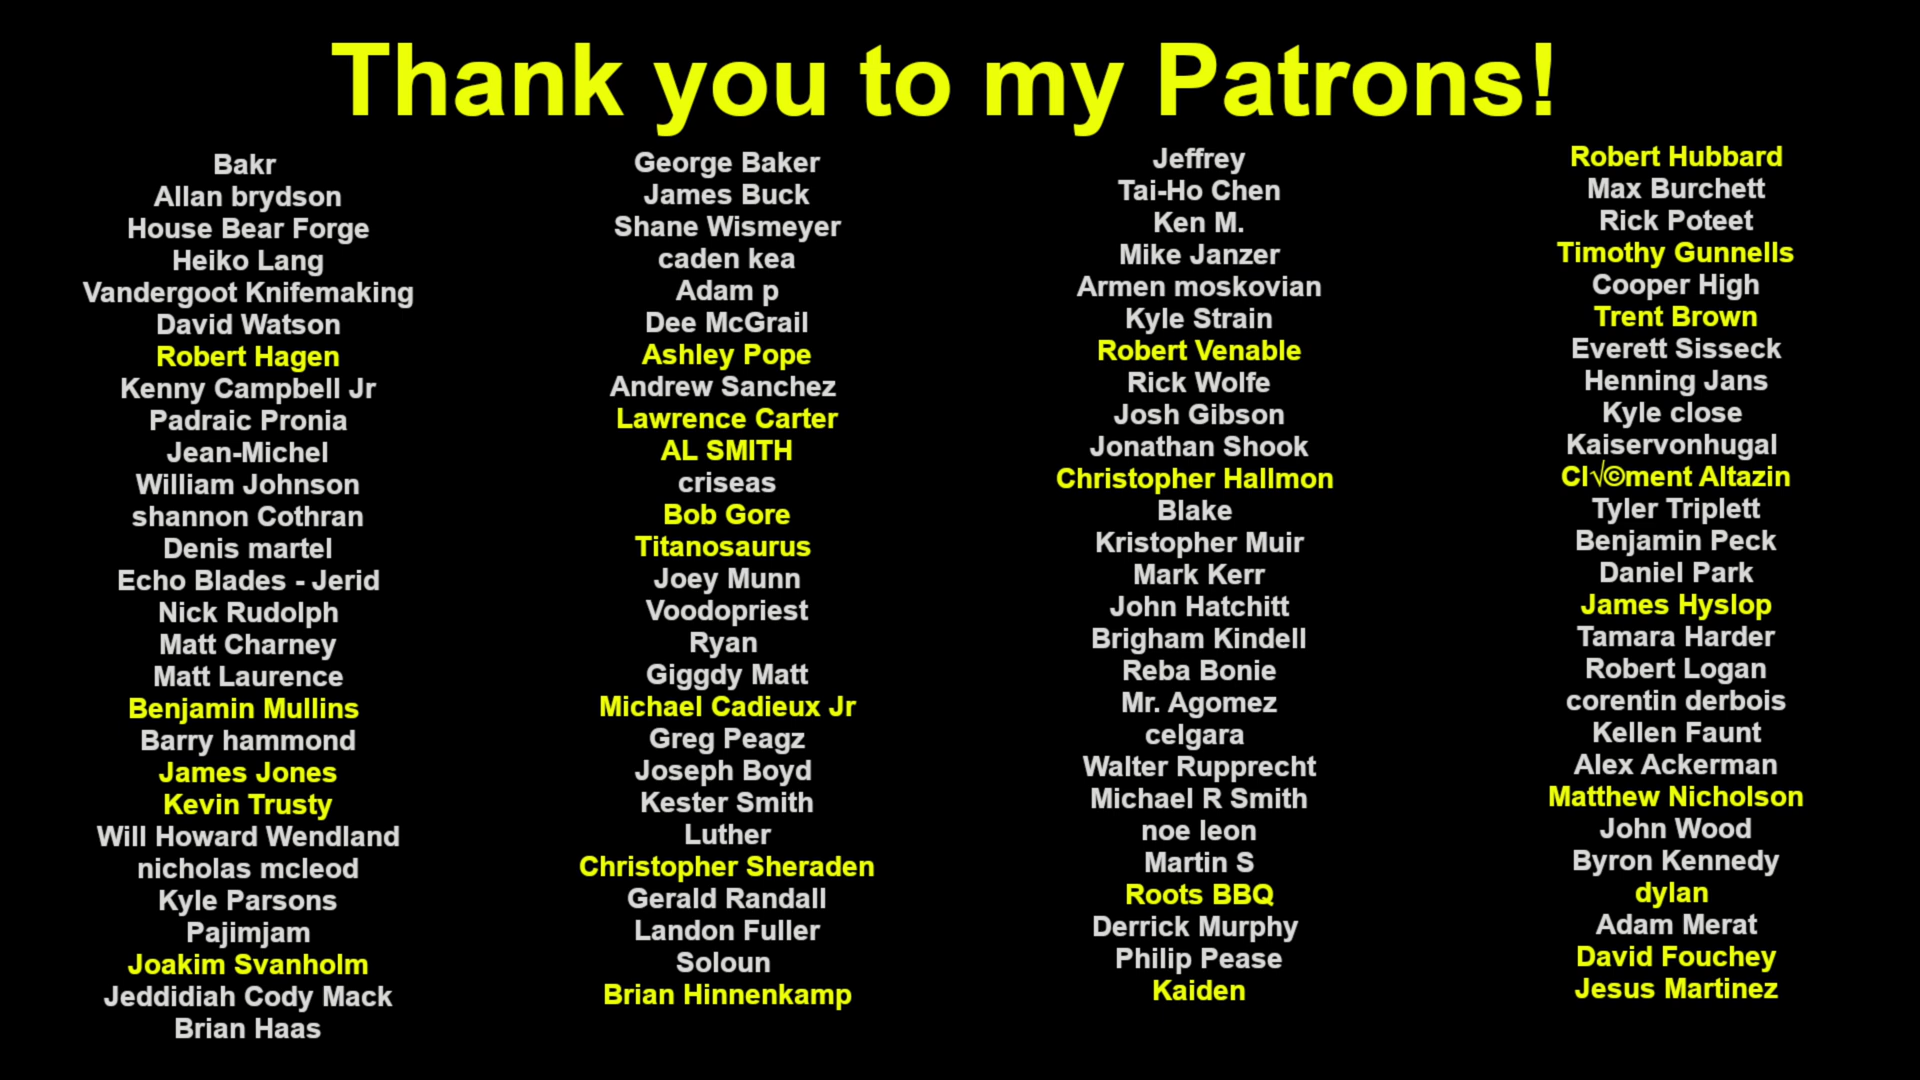 Thank you to my Patrons!
Bakr
Allan brydson
House Bear Forge
Heiko Lang
Vandergoot Knifemaking
David Watson
Robert Hagen
Kenny Campbell Jr
Padraic Pronia
Jean-Michel
William Johnson
shannon Cothran
Denis martel
Echo Blades - Jerid
Nick Rudolph
Matt Charney
Matt Laurence
Benjamin Mullins
Barry hammond
James Jones
Kevin Trusty
Will Howard Wendland
nicholas mcleod
Kyle Parsons
Pajimjam
Joakim Svanholm
Jeddidiah Cody Mack
Brian Haas
George Baker
James Buck
Shane Wismeyer
caden kea
Adam p
Dee McGrail
Ashley Pope
Andrew Sanchez
Lawrence Carter
AL SMITH
criseas
Bob Gore
Titanosaurus
Joey Munn
Voodopriest
Ryan
Giggdy Matt
Michael Cadieux Jr
Greg Peagz
Joseph Boyd
Kester Smith
Luther
Christopher Sheraden
Gerald Randall
Landon Fuller
Soloun
Brian Hinnenkamp
Jeffrey
Tai-Ho Chen
Ken M.
Mike Janzer
Armen moskovian
Kyle Strain
Robert Venable
Rick Wolfe
Josh Gibson
Jonathan Shook
Christopher Hallmon
Blake
Kristopher Muir
Mark Kerr
John Hatchitt
Brigham Kindell
Reba Bonie
Mr. Agomez
celgara
Walter Rupprecht
Michael R Smith
noe leon
Martin S
Roots BBQ
Derrick Murphy
Philip Pease
Kaiden
Robert Hubbard
Max Burchett
Rick Poteet
Timothy Gunnells
Cooper High
Trent Brown
Everett Sisseck
Henning Jans
Kyle close
Kaiservonhugal
Cl√©ment Altazin
Tyler Triplett
Benjamin Peck
Daniel Park
James Hyslop
Tamara Harder
Robert Logan
corentin derbois
Kellen Faunt
Alex Ackerman
Matthew Nicholson
John Wood
Byron Kennedy
dylan
Adam Merat
David Fouchey
Jesus Martinez